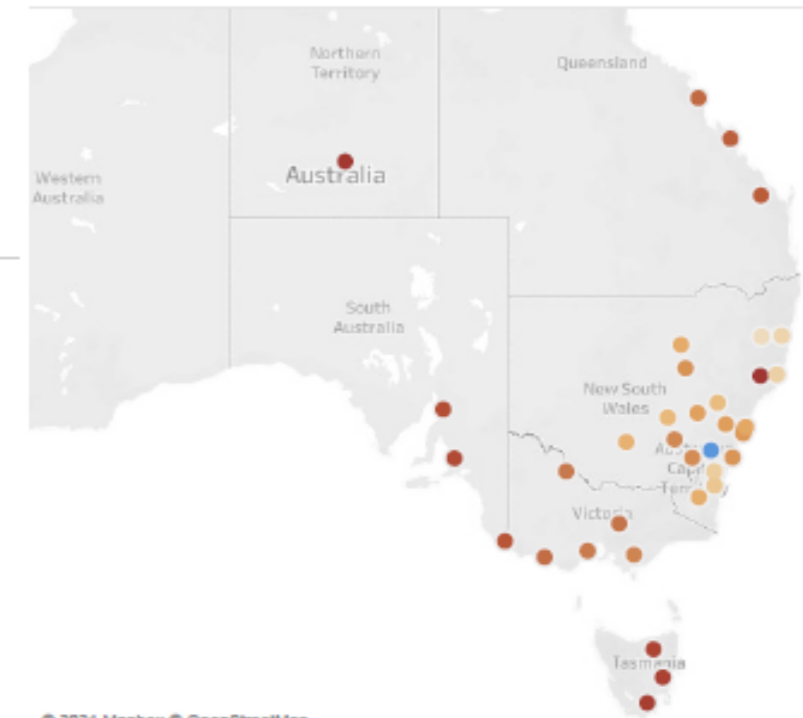 Northern
Territory
Queensland
Western
Australia
Australia
South
Australia
New South
Wales
Victoria
Tasmania